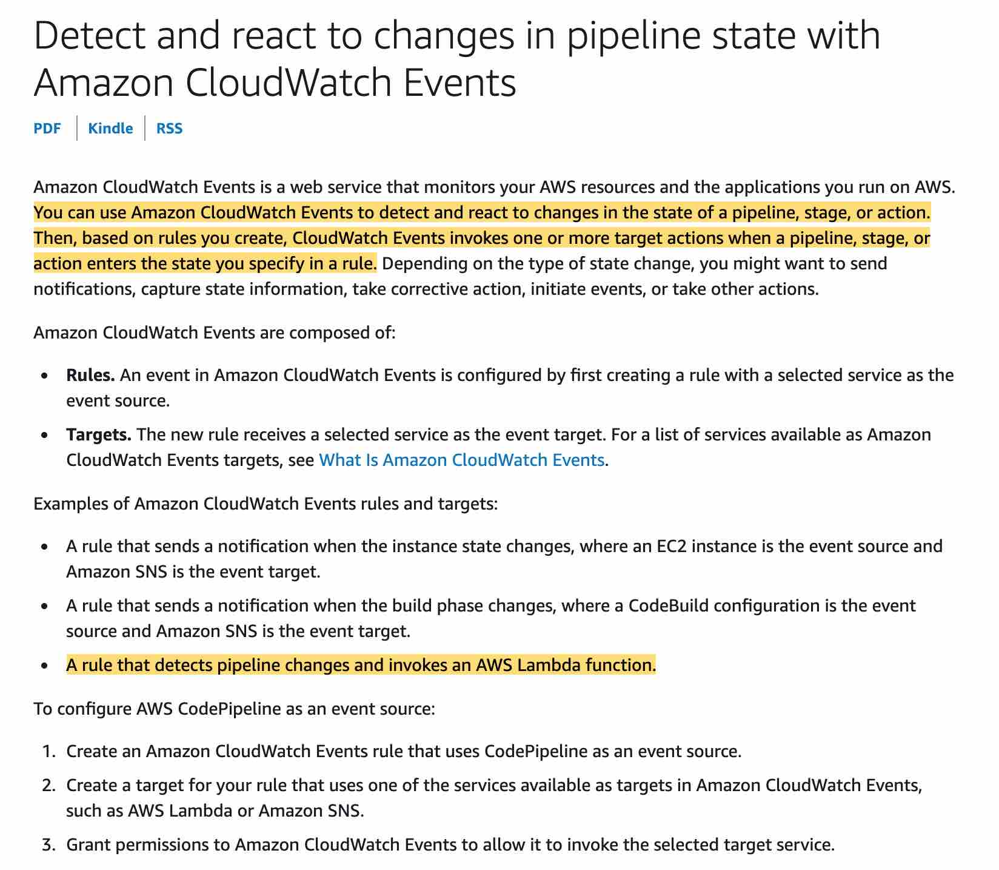 Detect and react to changes in pipeline state with
Amazon CloudWatch Events
PDF | Kindle | RSS
Amazon CloudWatch Events is a web service that monitors your AWS resources and the applications you run on AWS.
You can use Amazon CloudWatch Events to detect and react to changes in the state of a pipeline, stage, or action.
Then, based on rules you create, CloudWatch Events invokes one or more target actions when a pipeline, stage, or
action enters the state you specify in a rule. Depending on the type of state change, you might want to send
notifications, capture state information, take corrective action, initiate events, or take other actions.
Amazon CloudWatch Events are composed of:
• Rules. An event in Amazon CloudWatch Events is configured by first creating a rule with a selected service as the
event source.
• Targets. The new rule receives a selected service as the event target. For a list of services available as Amazon
CloudWatch Events targets, see What Is Amazon CloudWatch Events.
Examples of Amazon CloudWatch Events rules and targets:
• A rule that sends a notification when the instance state changes, where an EC2 instance is the event source and
Amazon SNS is the event target.
• A rule that sends a notification when the build phase changes, where a CodeBuild configuration is the event
source and Amazon SNS is the event target.
• A rule that detects pipeline changes and invokes an AWS Lambda function.
To configure AWS CodePipeline as an event source:
1. Create an Amazon CloudWatch Events rule that uses CodePipeline as an event source.
2. Create a target for your rule that uses one of the services available as targets in Amazon CloudWatch Events,
such as AWS Lambda or Amazon SNS.
3. Grant permissions to Amazon CloudWatch Events to allow it to invoke the selected target service.